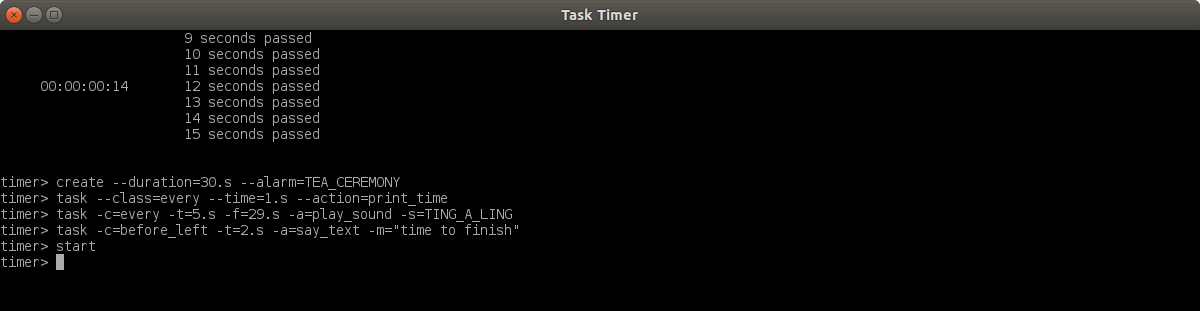 Task Timer
9 seconds passed
10 seconds passed
11 seconds passed
00:00:00:14 12 seconds passed
13 seconds passed
14 seconds passed
15 seconds passed
timer> create --duration=30.s --alarm=TEA_CEREMONY
timer> task --class=every --time=1.s --action=print_time
timer> task -c=every -t=5.s -f=29.s -a=play_sound -s=TING_A_LING
timer> task -c=before_left -t=2.s -a=say_text -m="time to finish"
timer> start
timer>